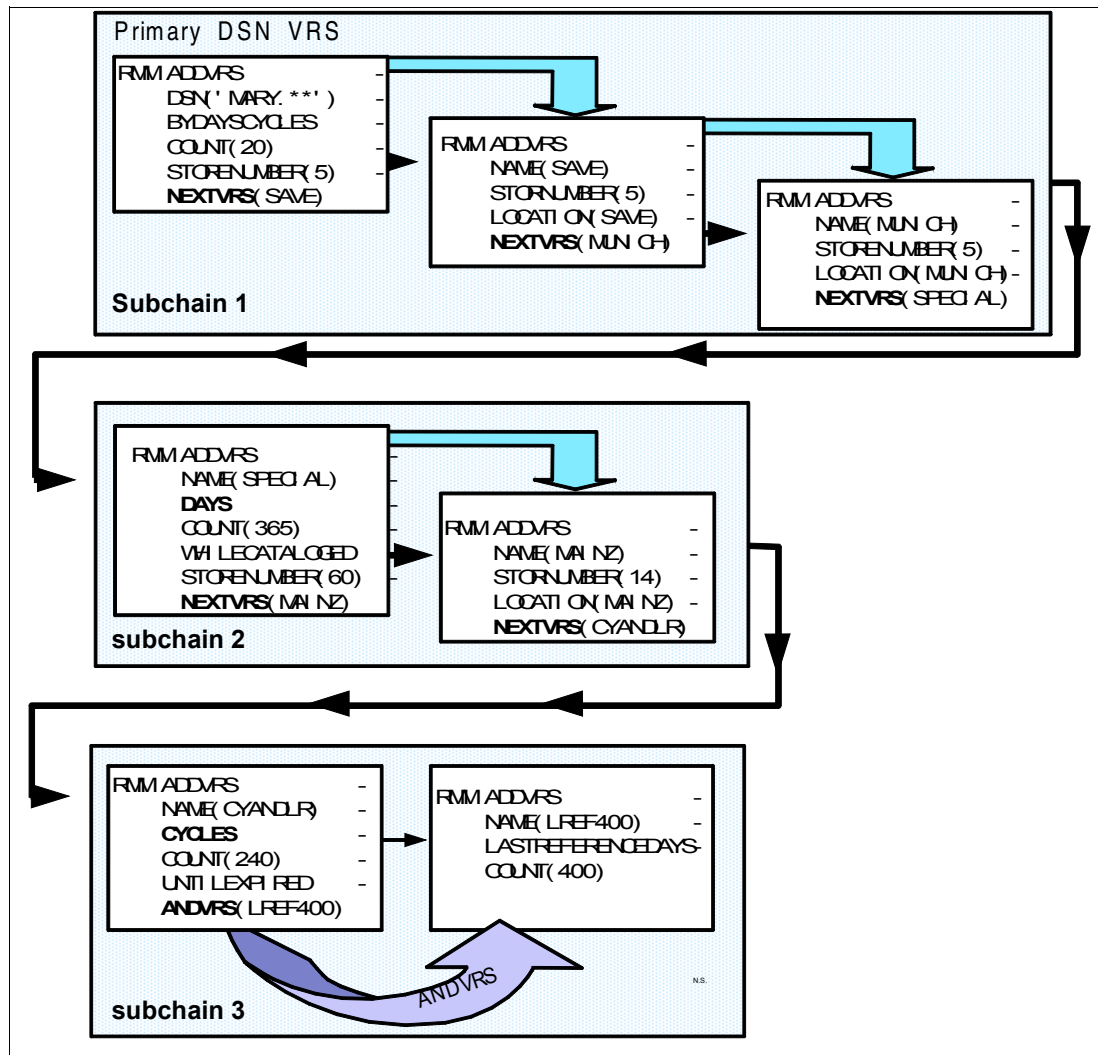 Primary DSN VRS
RMM ADDVRS -
DSN('MARY.**') -
BYDAYSCYCLES -
COUNT(20) -
STORENUMBER(5) -
NEXTVRS(SAVE)
RMM ADDVRS -
NAME(SAVE) -
STORNUMBER(5) -
LOCATION(SAVE) -
NEXTVRS(MUNICH)
RMM ADDVRS -
NAME(MUNICH) -
STORENUMBER(5) -
LOCATION(MUNICH) -
NEXTVRS(SPECIAL)
Subchain 1
RMM ADDVRS -
NAME(SPECIAL) -
DAYS -
COUNT(365) -
WHILECATALOGED -
STORENUMBER(60) -
NEXTVRS(MAINZ)
RMM ADDVRS -
NAME(MAINZ) -
STORNUMBER(14) -
LOCATION(MAINZ) -
NEXTVRS(CYANDLR)
subchain 2
RMM ADDVRS -
NAME(CYANDLR) -
CYCLES -
COUNT(240) -
UNTILEXPIRED -
ANDVRS(LREF400)
RMM ADDVRS -
NAME(LREF400) -
LASTREFERENCEDAYS-
COUNT(400)
ANDVRS
N.S.
subchain 3